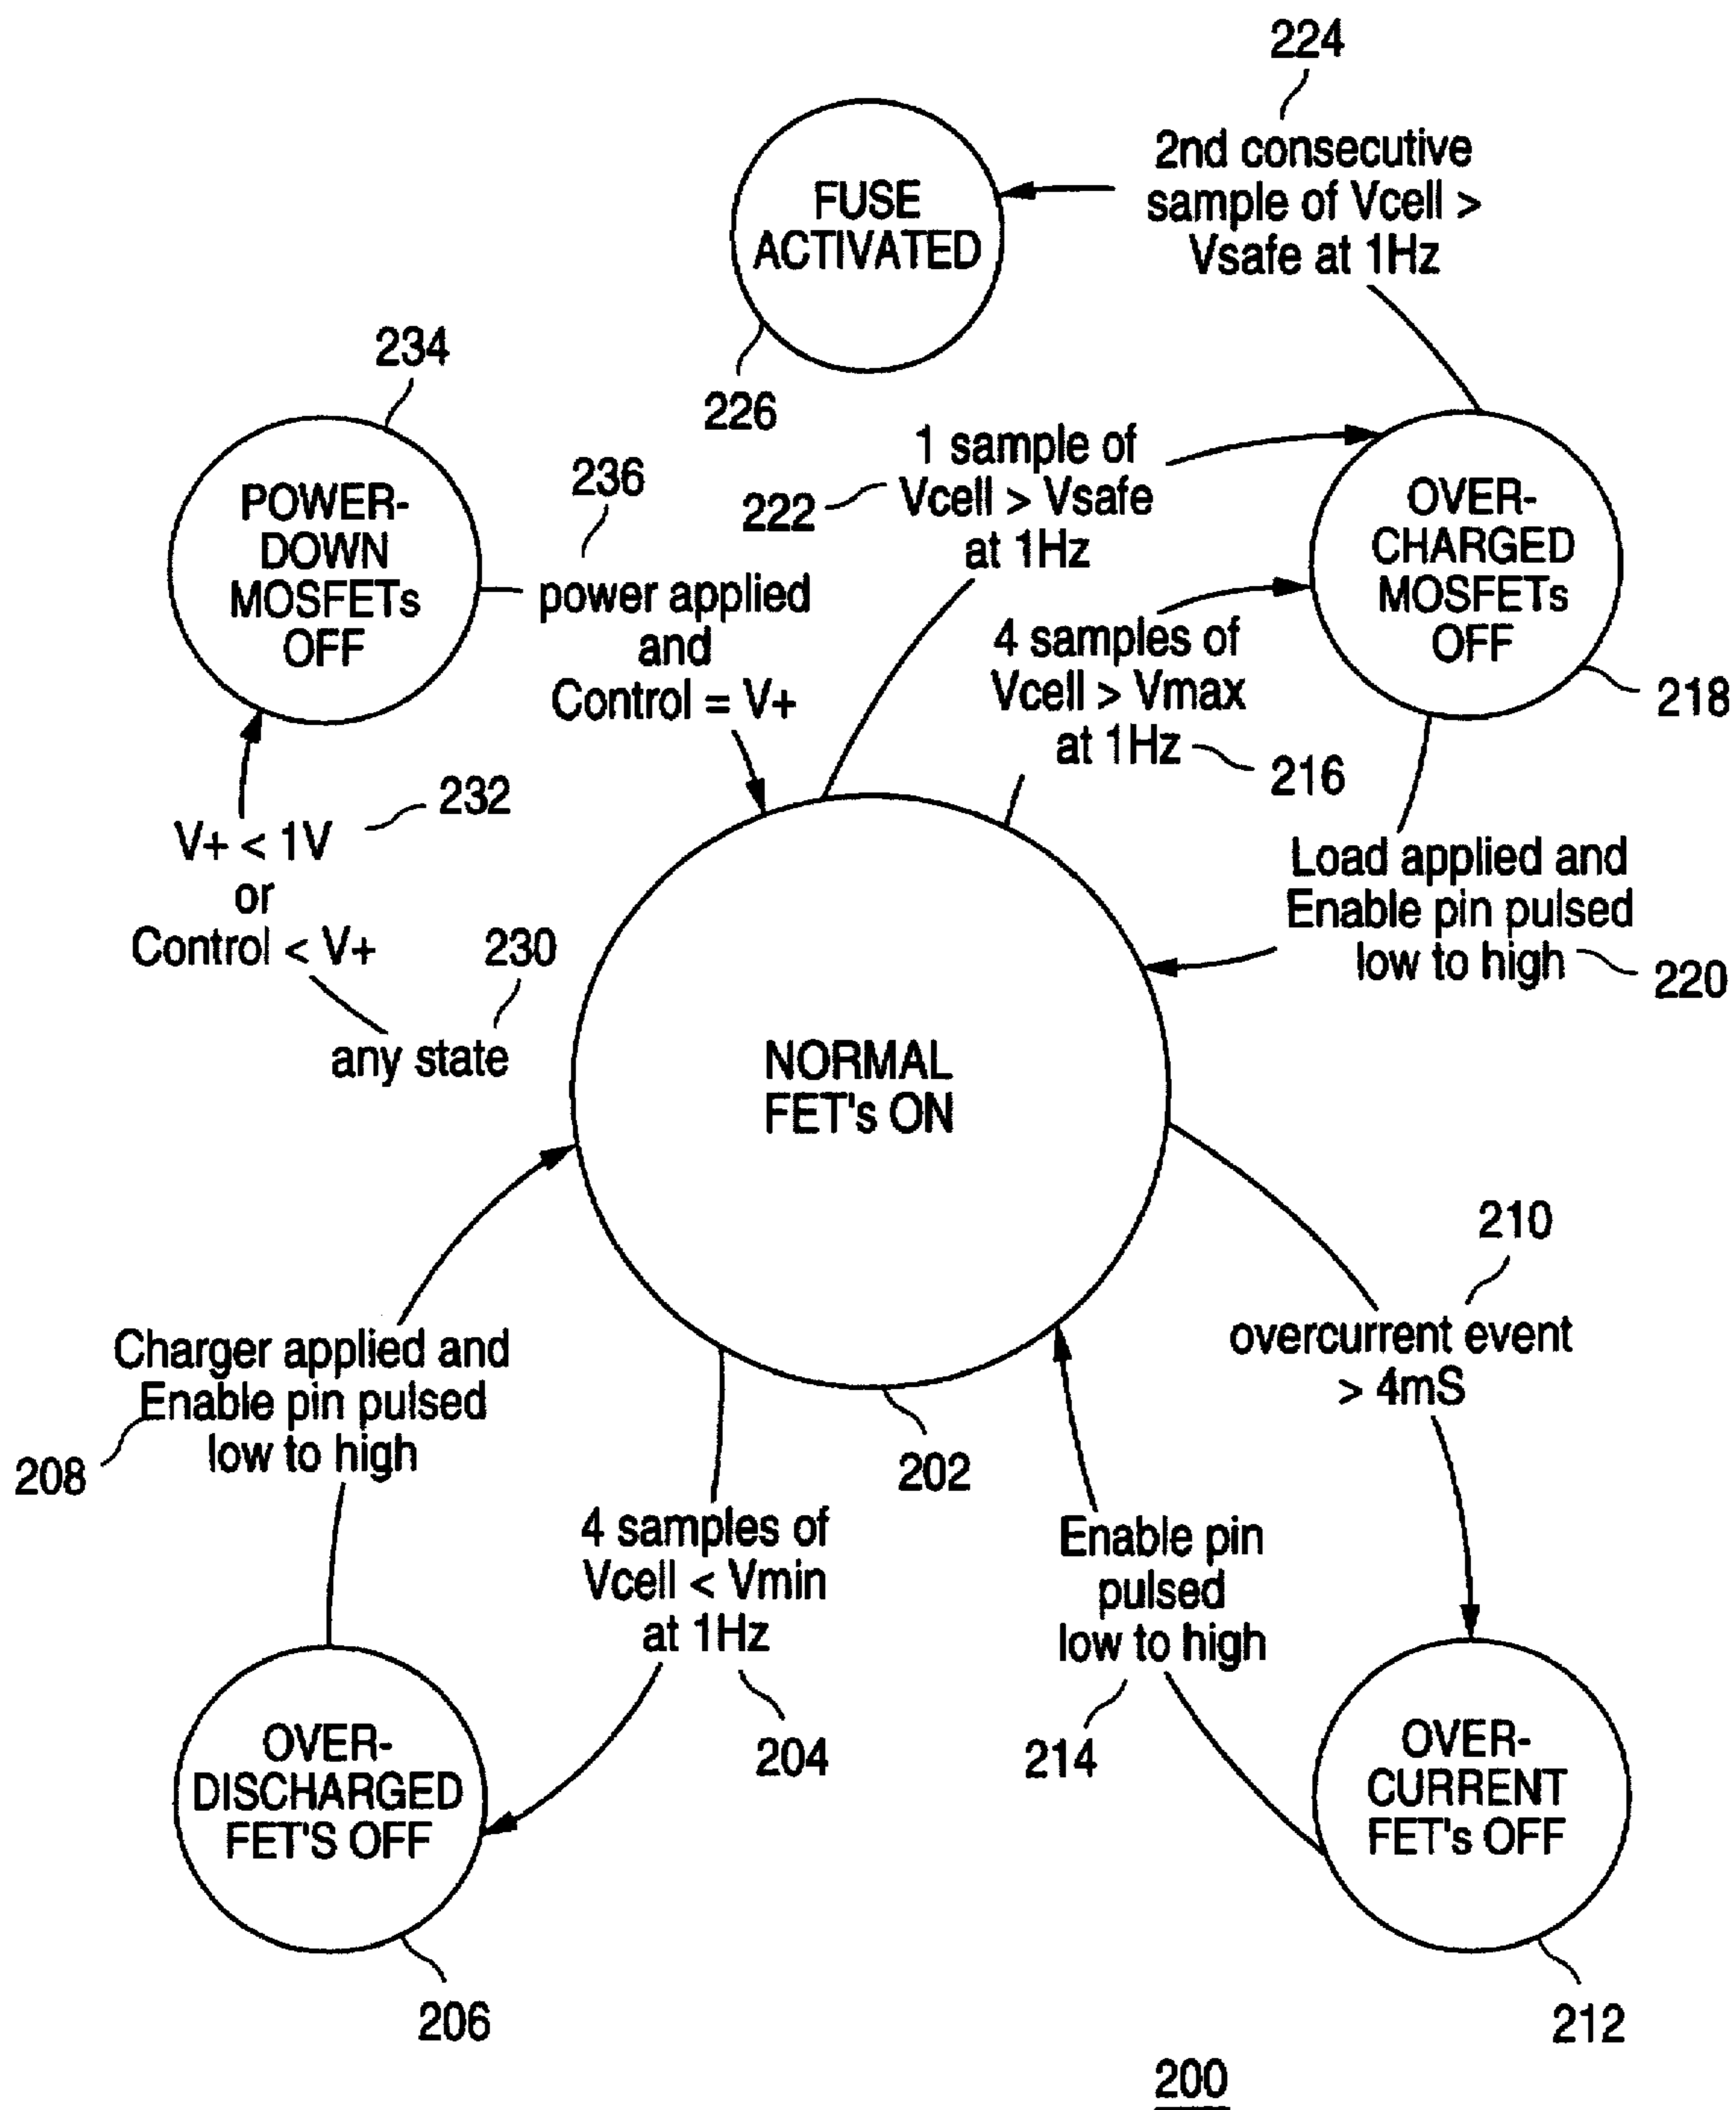 224
2nd consecutive
sample of Vcell >
Vsafe at 1Hz
FUSE
ACTIVATED
226
234
POWER-
DOWN
MOSFETs
OFF
236
power applied
and
Control = V+
222
1 sample of
Vcell > Vsafe
at 1Hz
4 samples of
Vcell > Vmax
at 1Hz
216
OVER-
CHARGED
MOSFETs
OFF
218
232
V+ < 1V
or
Control < V+
230
any state
Load applied and
Enable pin pulsed
low to high
220
NORMAL
FET's ON
202
210
overcurrent event
> 4mS
Charger applied and
Enable pin pulsed
low to high
208
4 samples of
Vcell < Vmin
at 1Hz
204
Enable pin
pulsed
low to high
214
OVER-
DISCHARGED
FET'S OFF
206
OVER-
CURRENT
FET's OFF
212
200